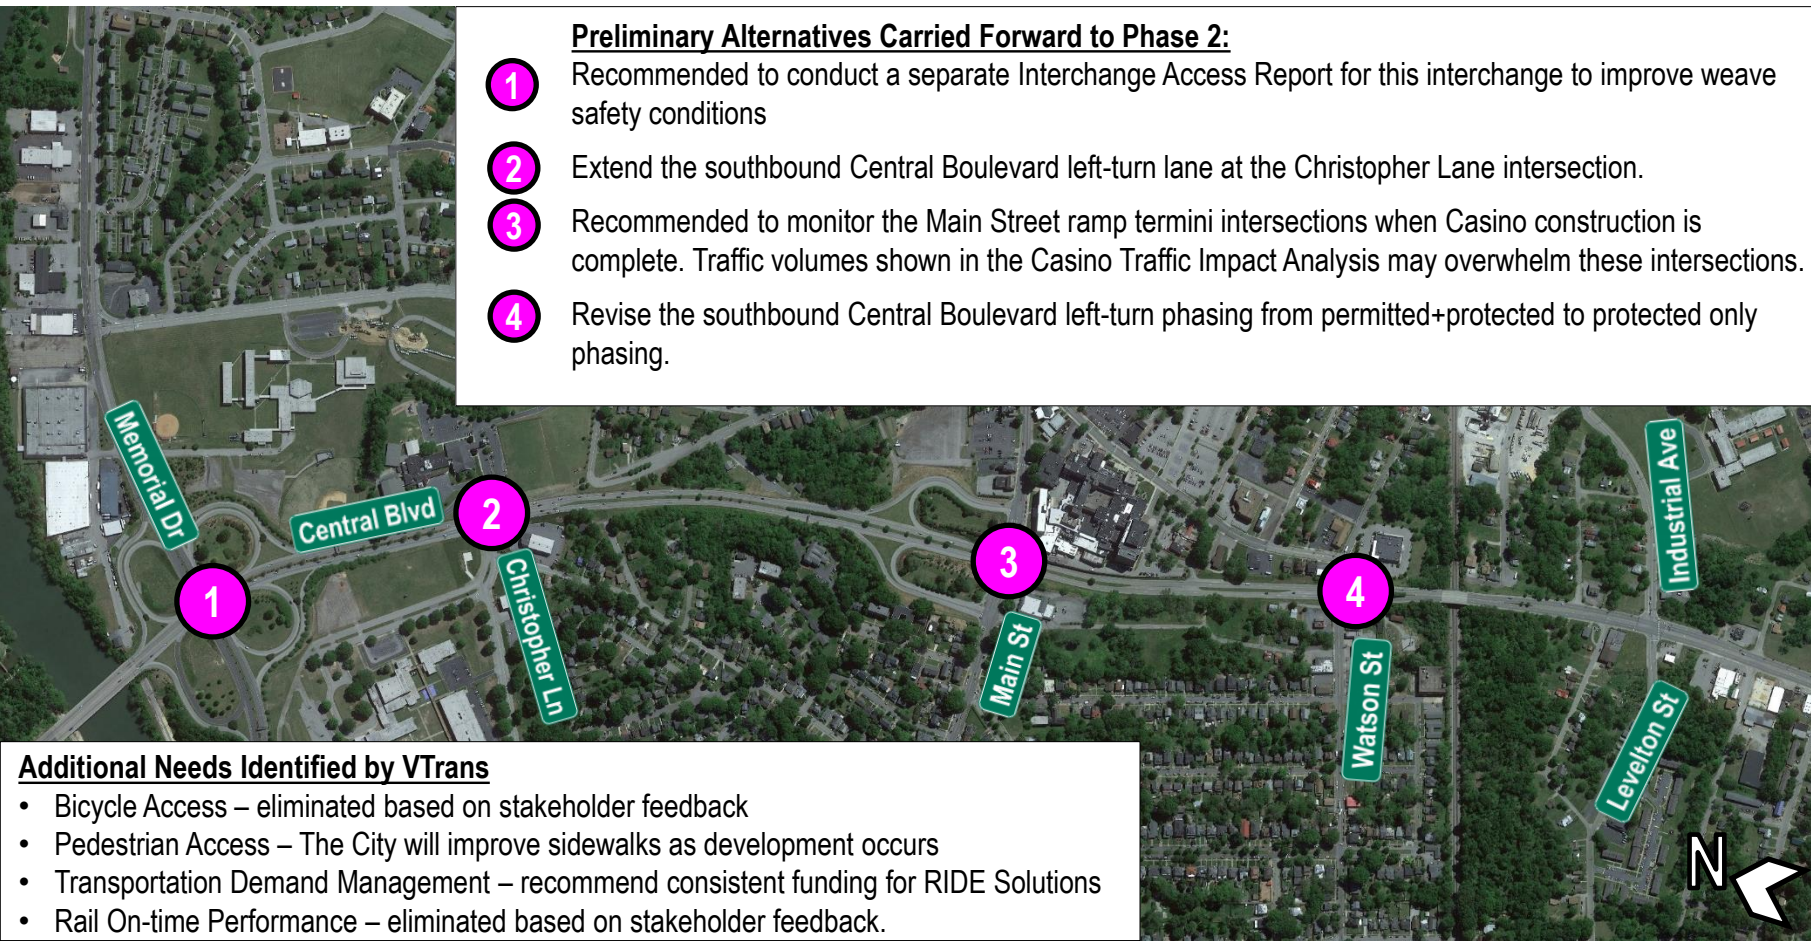 Preliminary Alternatives Carried Forward to Phase 2:
1 Recommended to conduct a separate Interchange Access Report for this interchange to improve weave
safety conditions
2 Extend the southbound Central Boulevard left-turn lane at the Christopher Lane intersection.
3 Recommended to monitor the Main Street ramp termini intersections when Casino construction is
complete. Traffic volumes shown in the Casino Traffic Impact Analysis may overwhelm these intersections.
4 Revise the southbound Central Boulevard left-turn phasing from permitted+protected to protected only
phasing.
Memorial Dr
Central Blvd
2
Industrial Ave
1
Christopher Ln
3
4
Main St
Watson St
Levelton St
Additional Needs Identified by VTrans
• Bicycle Access – eliminated based on stakeholder feedback
• Pedestrian Access – The City will improve sidewalks as development occurs
• Transportation Demand Management – recommend consistent funding for RIDE Solutions
• Rail On-time Performance – eliminated based on stakeholder feedback.
N